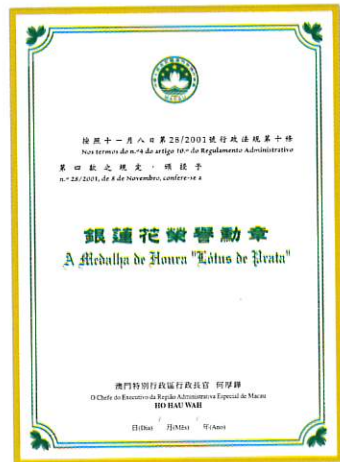 MACAU
按照十一月八日第28/2001號行政法規第十條
Nos termos do n.º4 do artigo 10.º do Regulamento Administrativo
第四款之規定，頒授予
n.º 28/2001, de 8 de Novembro, confere-se a
銀蓮花榮譽勳章
A Medalha de Honra "Lótus de Prata"
澳門特別行政區行政長官 何厚鏵
O Chefe do Executivo da Região Administrativa Especial de Macau
HO HAU WAH
/ /
日(Dia) 月(Mês) 年(Ano)